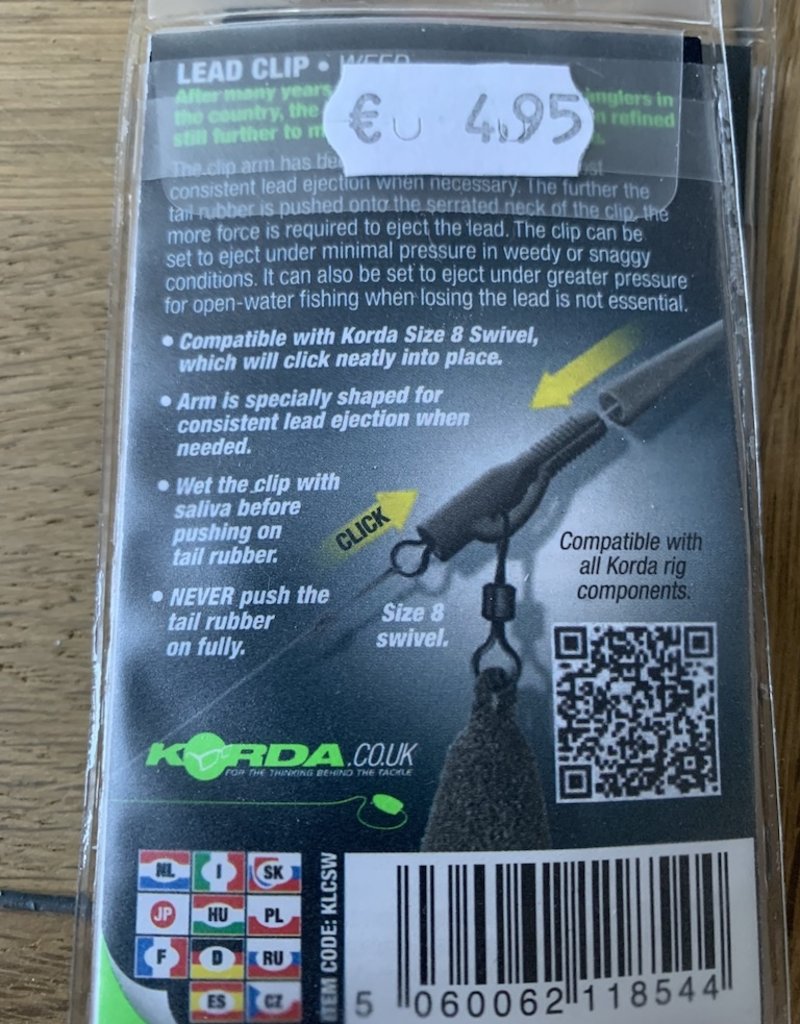 LEAD CLIP • WEED
€ 4.95
After many years anglers in
the country, the refined
still further to
The clip arm has
consistent lead ejection when necessary. The further the
tail rubber is pushed onto the serrated neck of the clip, the
more force is required to eject the lead. The clip can be
set to eject under minimal pressure in weedy or snaggy
conditions. It can also be set to eject under greater pressure
for open-water fishing when losing the lead is not essential.
• Compatible with Korda Size 8 Swivel,
which will click neatly into place.
• Arm is specially shaped for
consistent lead ejection when
needed.
• Wet the clip with
saliva before
pushing on
tail rubber.
• NEVER push the
tail rubber
on fully.
CLICK
Size 8
swivel.
Compatible with
all Korda rig
components.
KORDA.CO.UK
FOR THE THINKING BEHIND THE TACKLE
NL I SK
JP HU PL
F D RU
ES CZ
ITEM CODE: KLCSW
5 060062 118544